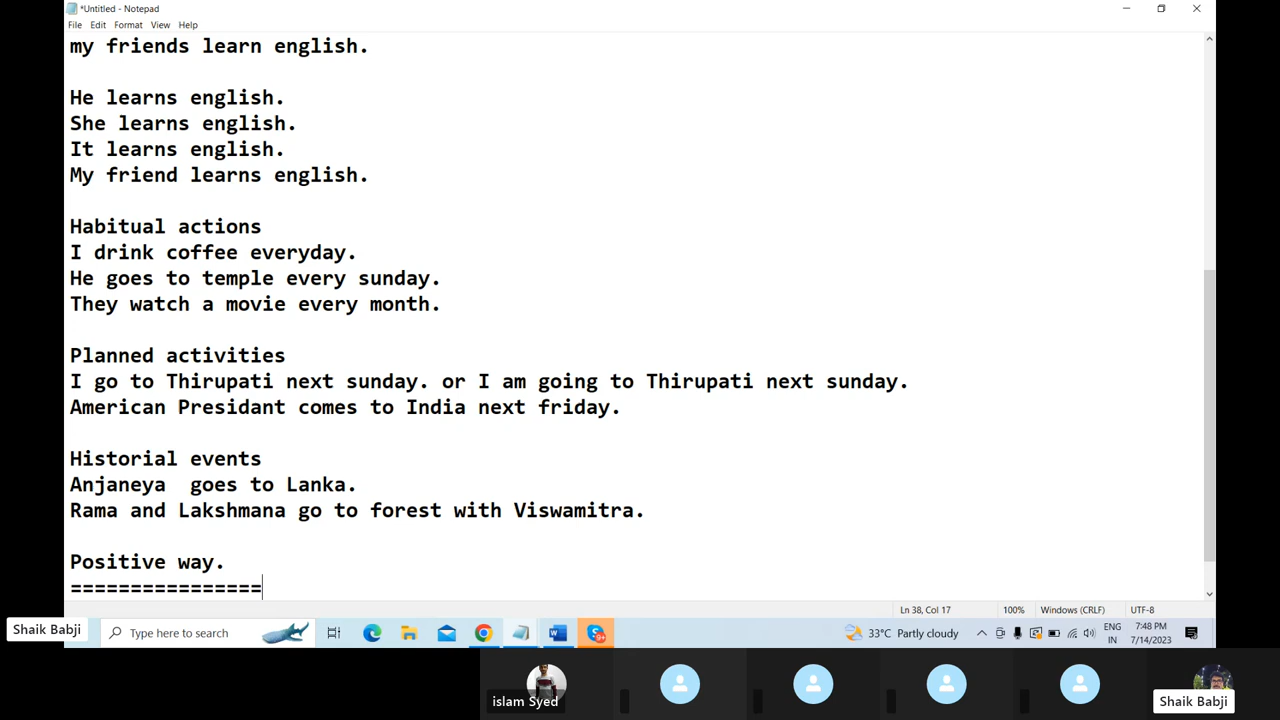 *Untitled - Notepad
File Edit Format View Help
my friends learn english.
He learns english.
She learns english.
It learns english.
My friend learns english.
Habitual actions
I drink coffee everyday.
He goes to temple every sunday.
They watch a movie every month.
Planned activities
I go to Thirupati next sunday. or I am going to Thirupati next sunday.
American Presidant comes to India next friday.
Historial events
Anjaneya  goes to Lanka.
Rama and Lakshmana go to forest with Viswamitra.
Positive way.
================
Ln 38, Col 17 100% Windows (CRLF) UTF-8
Shaik Babji Type here to search 33°C Partly cloudy ENG IN 7:48 PM 7/14/2023
islam Syed Shaik Babji